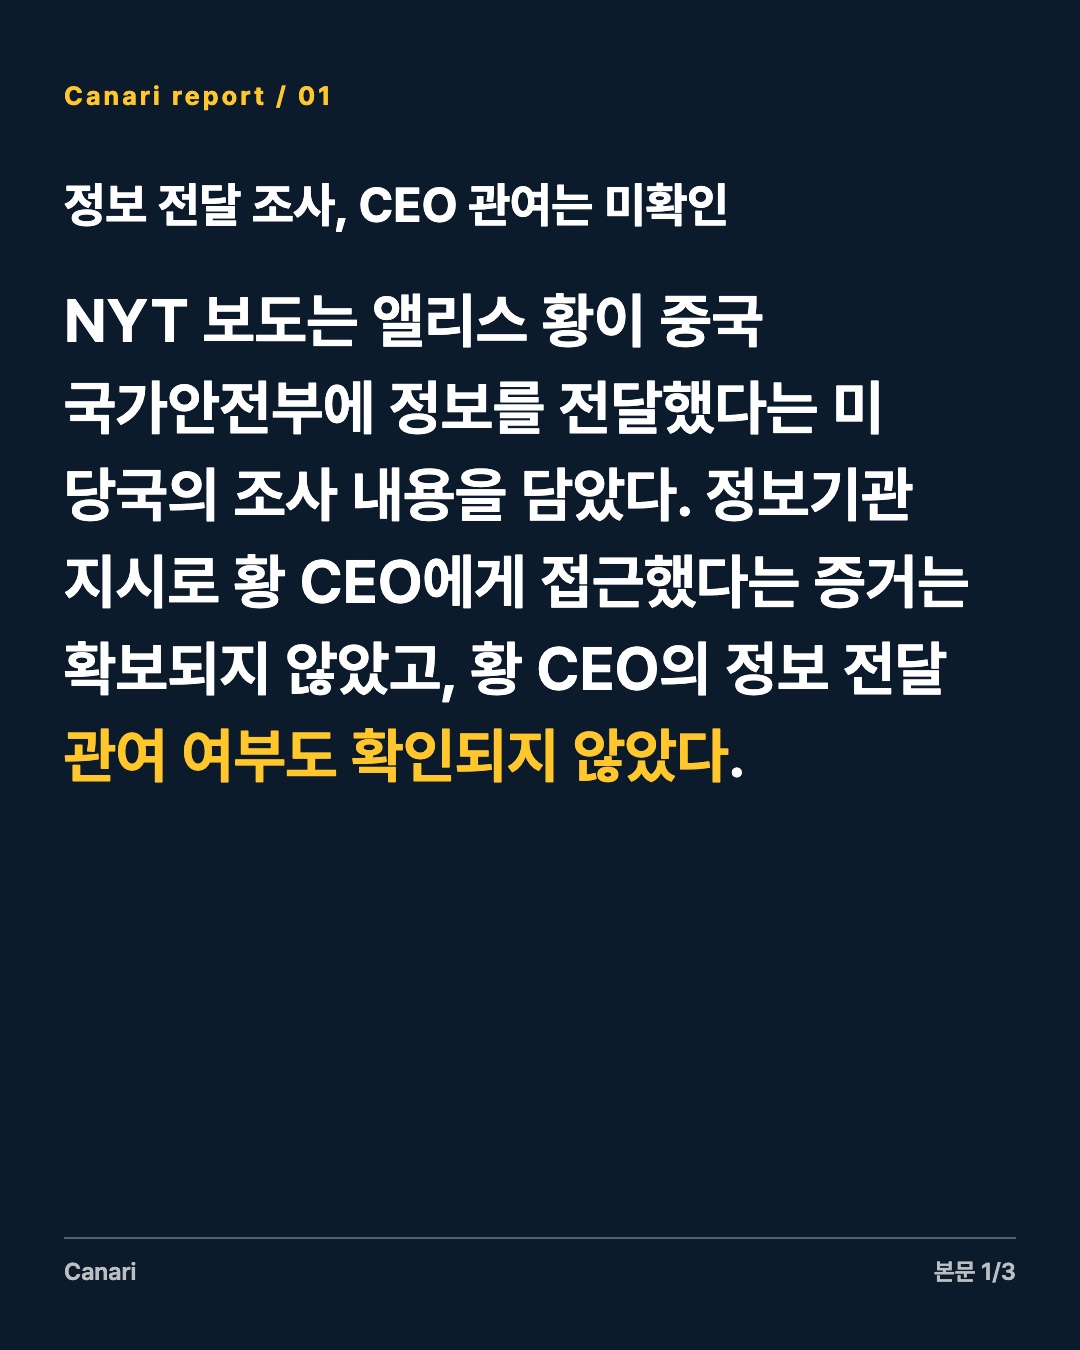 Canari report / 01
정보 전달 조사, CEO 관여는 미확인
NYT 보도는 앨리스 황이 중국
국가안전부에 정보를 전달했다는 미
당국의 조사 내용을 담았다. 정보기관
지시로 황 CEO에게 접근했다는 증거는
확보되지 않았고, 황 CEO의 정보 전달
관여 여부도 확인되지 않았다.
Canari
본문 1/3